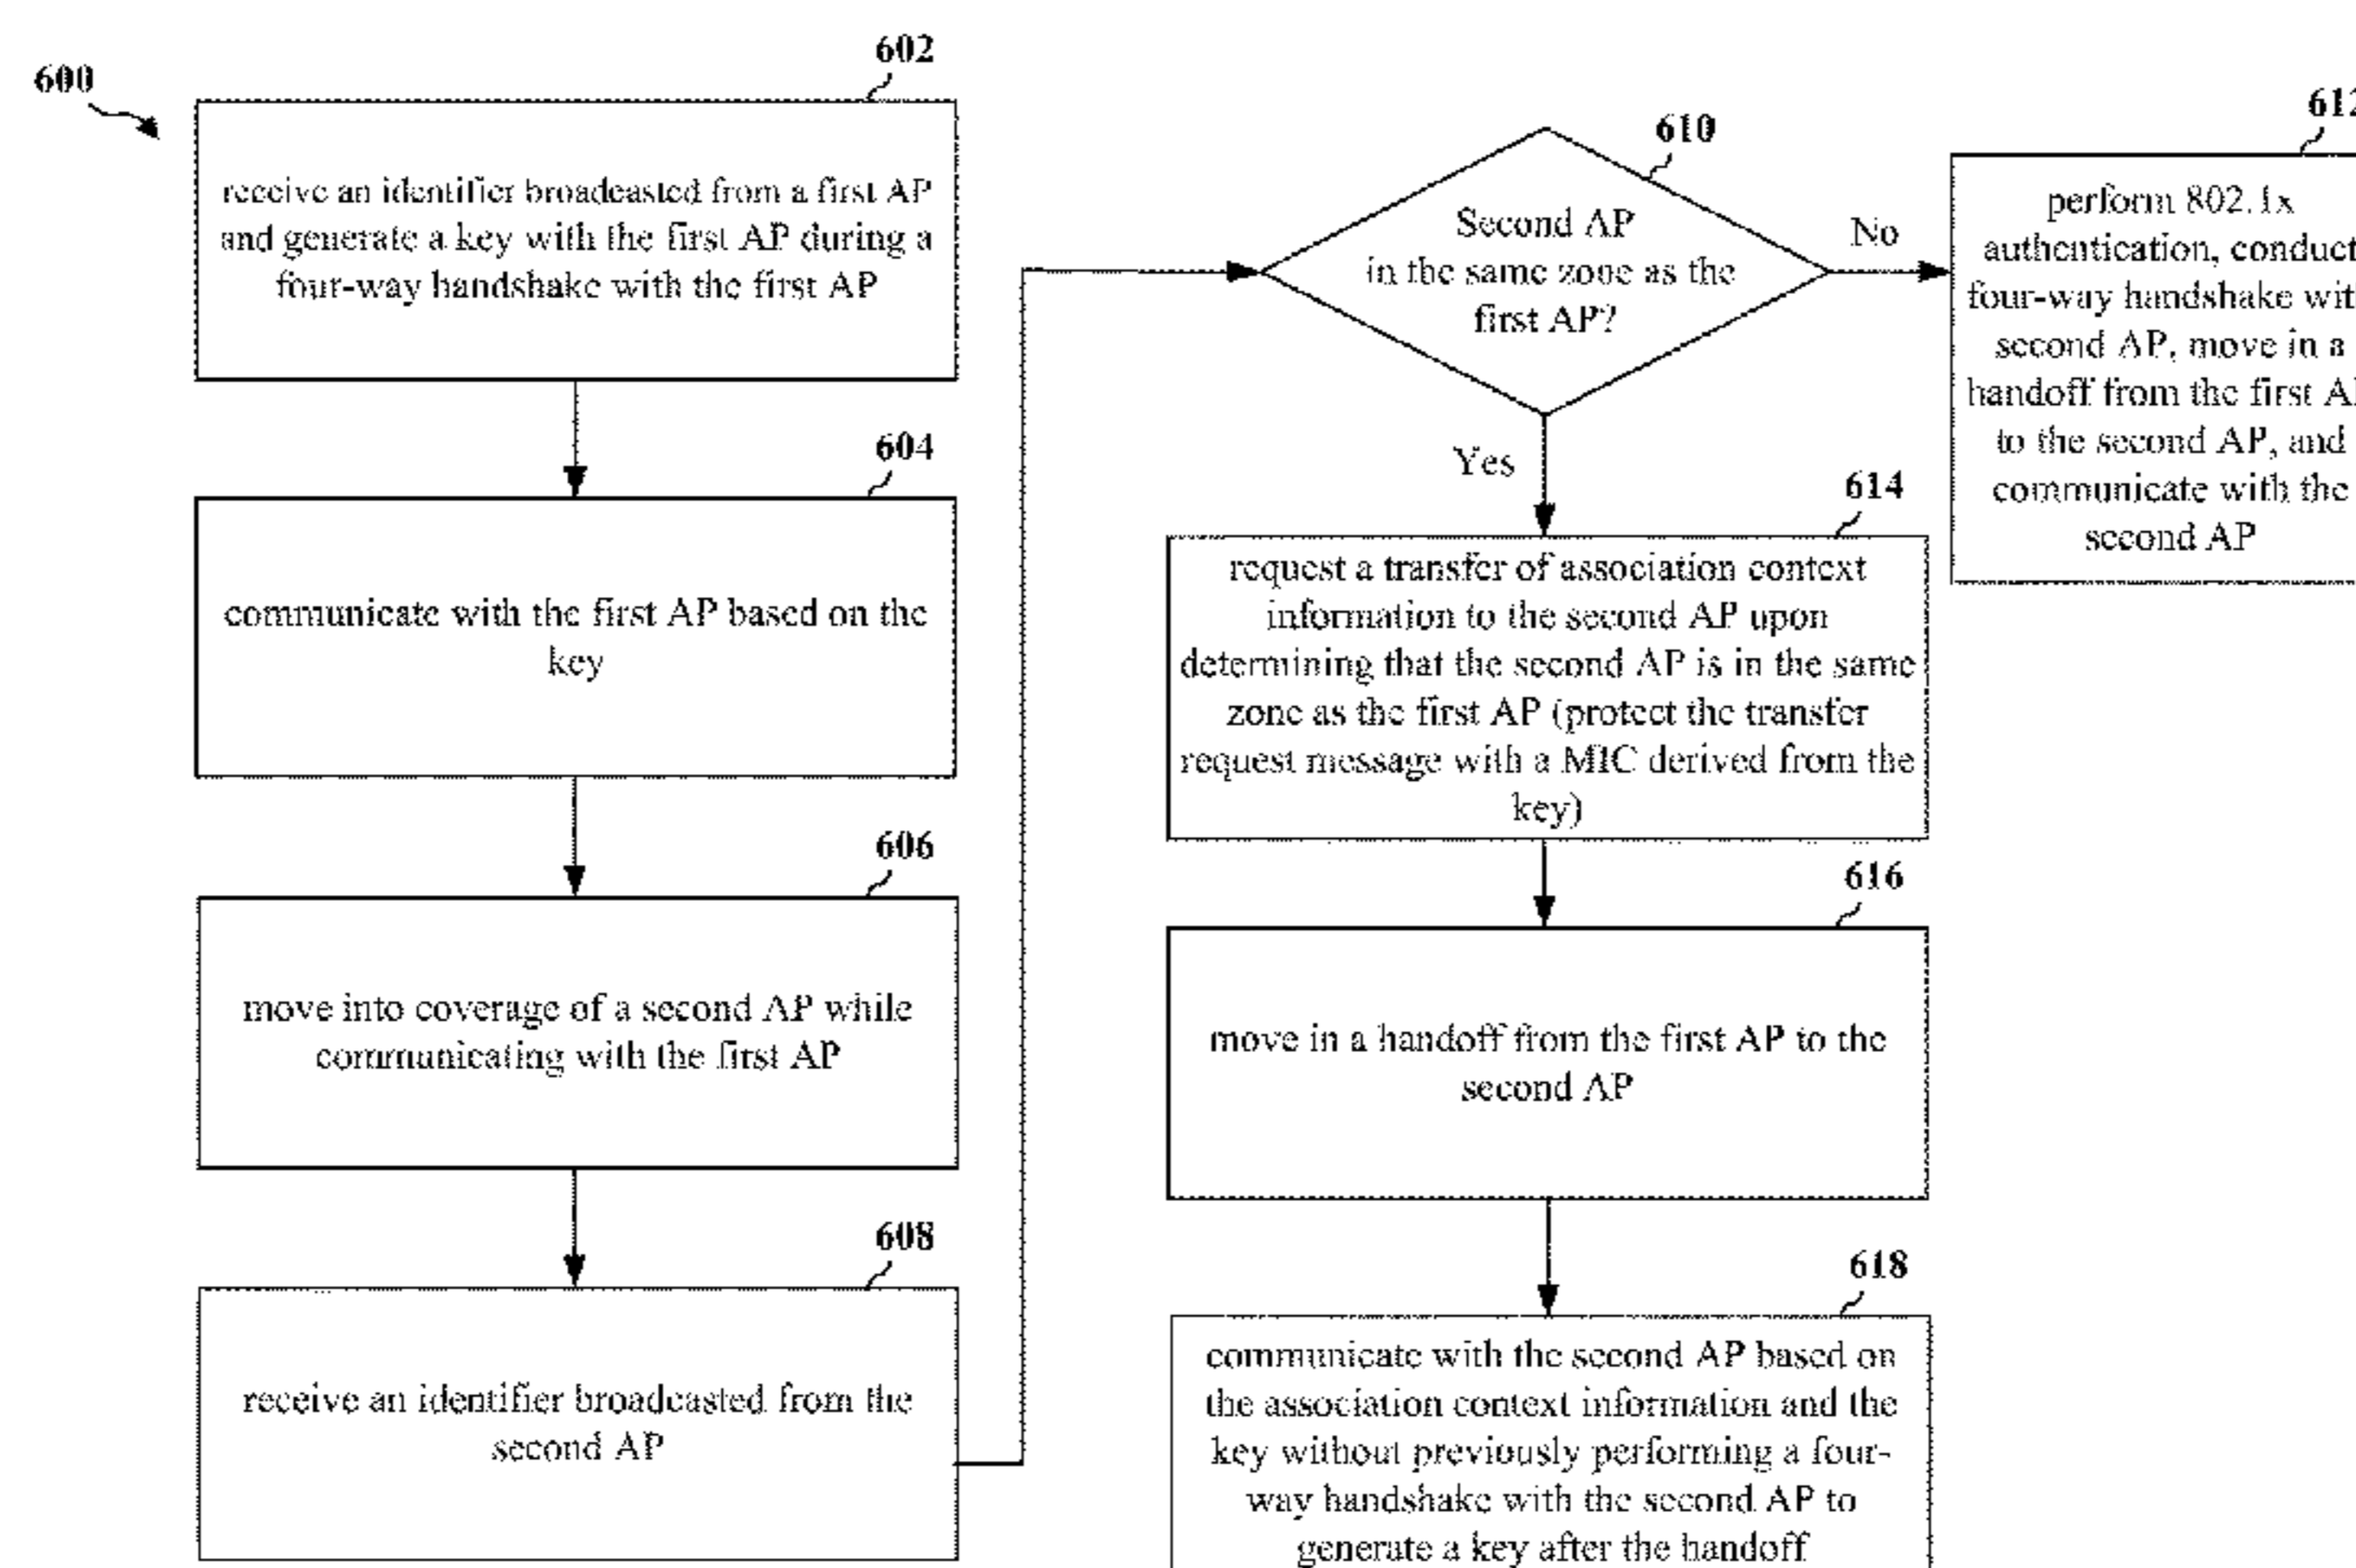 600
602
receive an identifier broadcasted from a first AP
and generate a key with the first AP during a
four-way handshake with the first AP
604
communicate with the first AP based on the
key
606
move into coverage of a second AP while
communicating with the first AP
608
receive an identifier broadcasted from the
second AP
610
Second AP
in the same zone as the
first AP?
No
Yes
612
perform 802.1x
authentication, conduct
four-way handshake with
second AP, move in a
handoff from the first AP
to the second AP, and
communicate with the
second AP
614
request a transfer of association context
information to the second AP upon
determining that the second AP is in the same
zone as the first AP (protect the transfer
request message with a MIC derived from the
key)
616
move in a handoff from the first AP to the
second AP
618
communicate with the second AP based on
the association context information and the
key without previously performing a four-
way handshake with the second AP to
generate a key after the handoff